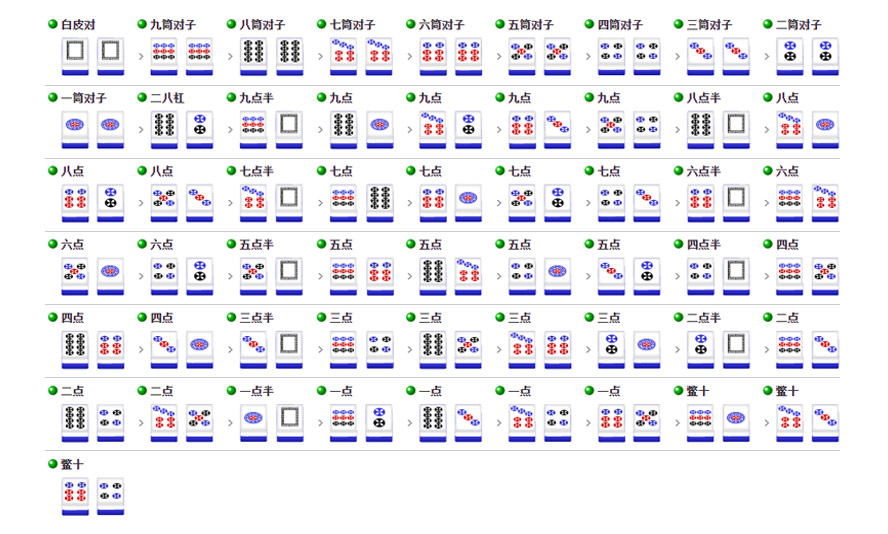 白皮对 九筒对子 八筒对子 七筒对子 六筒对子 五筒对子 四筒对子 三筒对子 二筒对子
一筒对子 二八杠 九点半 九点 九点 九点 九点 八点半 八点
八点 八点 七点半 七点 七点 七点 七点 六点半 六点
六点 六点 五点半 五点 五点 五点 五点 四点半 四点
四点 四点 三点半 三点 三点 三点 三点 二点半 二点
二点 二点 一点半 一点 一点 一点 一点 蹩十 蹩十
蹩十